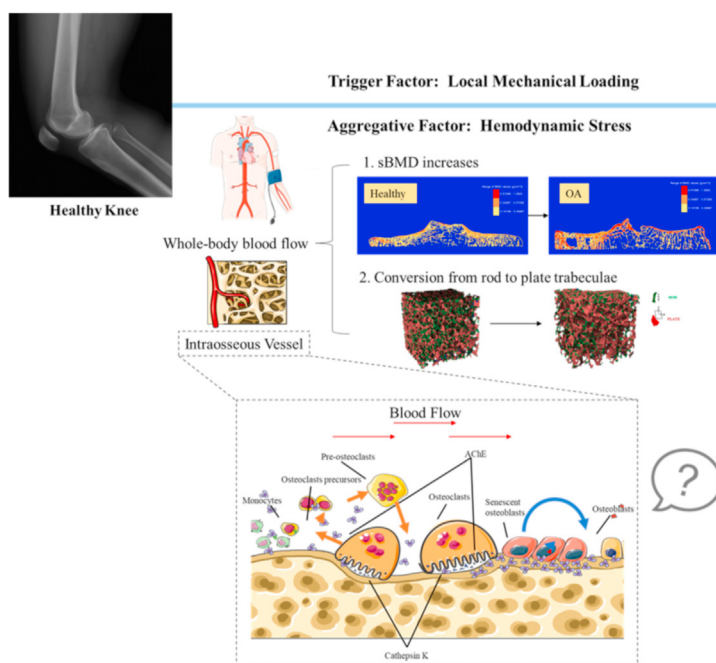 Trigger Factor: Local Mechanical Loading
Aggregative Factor: Hemodynamic Stress
Healthy Knee
1. sBMD increases
Healthy
OA
Whole-body blood flow
2. Conversion from rod to plate trabeculae
Intraosseous Vessel
Blood Flow
AChE
Pre-osteoclasts
Osteoclasts precursors
Monocytes
Osteoclasts
Senescent
osteoblasts
Osteoblasts
?
Cathepsin K